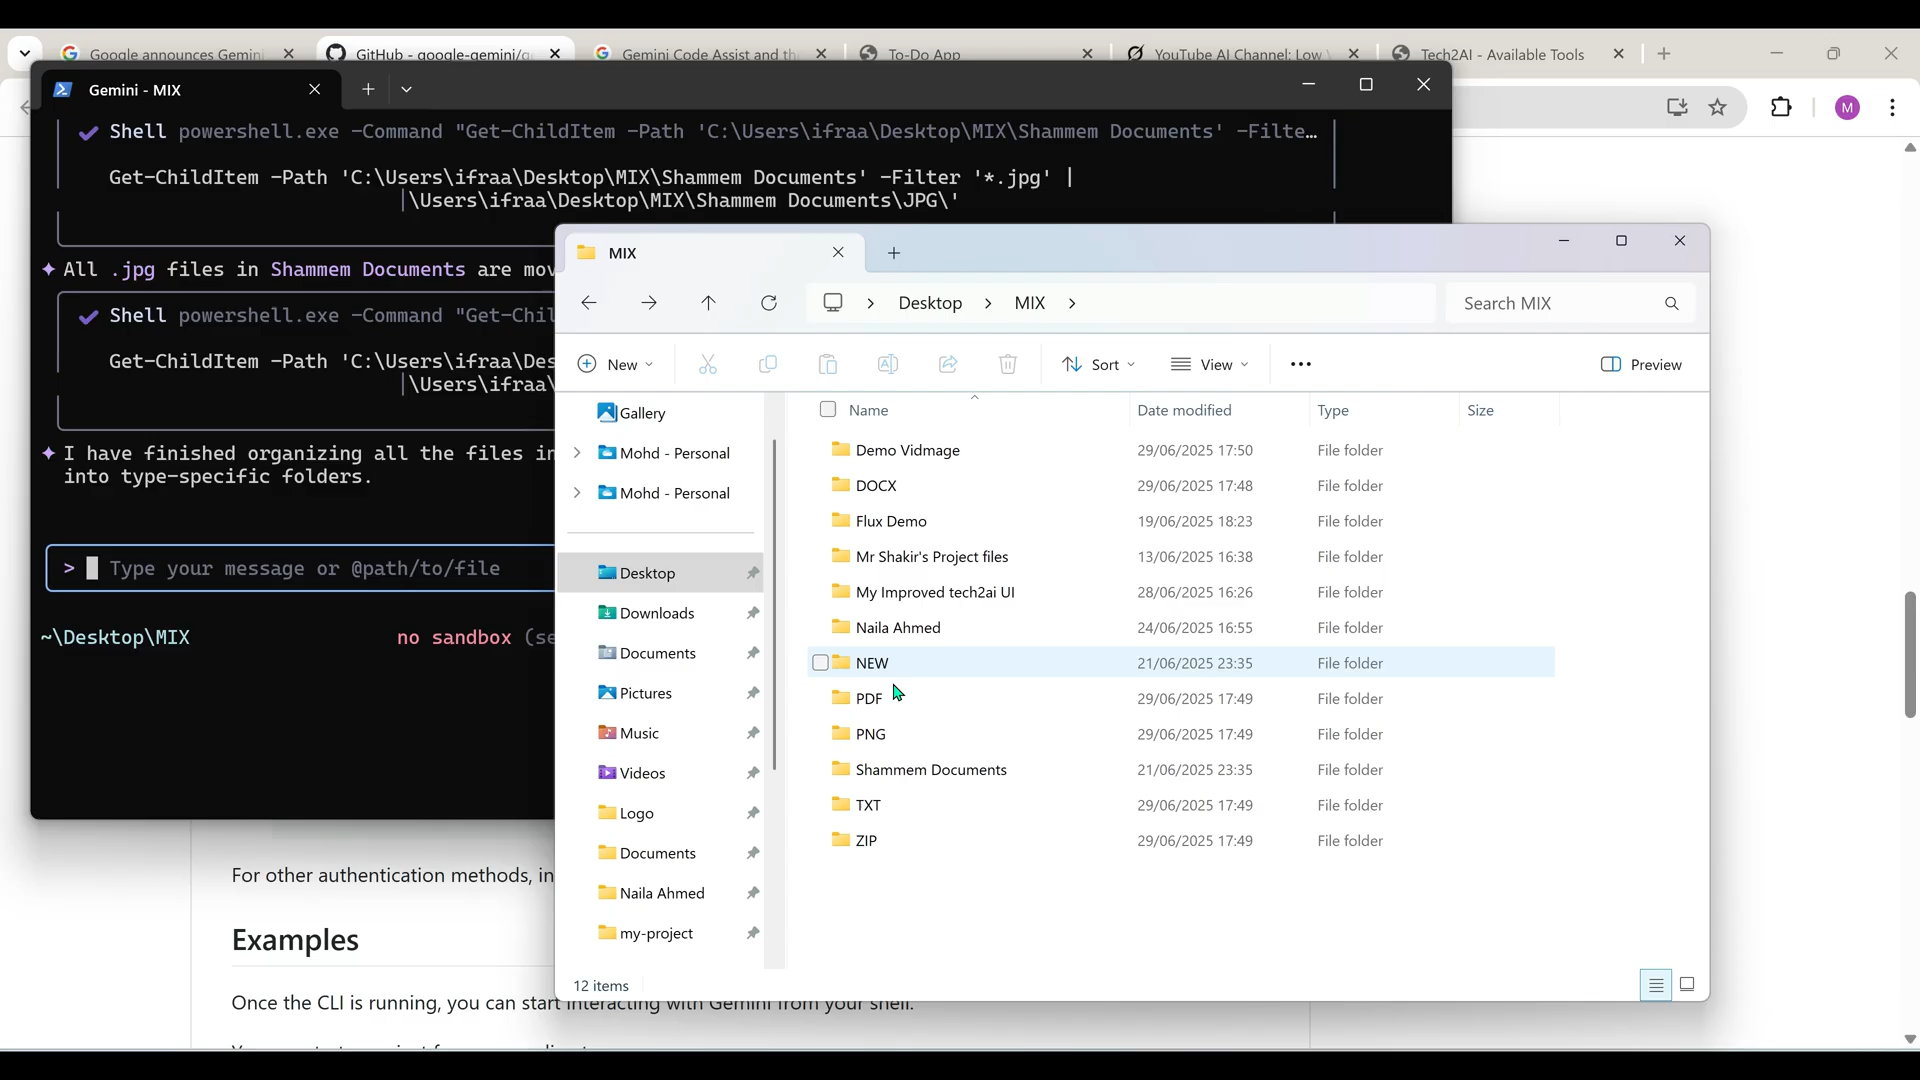 Google announces Gemini
GitHub - google-gemini/g
Gemini Code Assist and th
To-Do App
YouTube AI Channel: Low
Tech2AI - Available Tools
M
Gemini - MIX
Shell powershell.exe -Command "Get-ChildItem -Path 'C:\Users\ifraa\Desktop\MIX\Shammem Documents' -Filte…
Get-ChildItem -Path 'C:\Users\ifraa\Desktop\MIX\Shammem Documents' -Filter '*.jpg' |
\Users\ifraa\Desktop\MIX\Shammem Documents\JPG\'
All .jpg files in Shammem Documents are mov
Shell powershell.exe -Command "Get-Chil
Get-ChildItem -Path 'C:\Users\ifraa\Des
\Users\ifraa\
I have finished organizing all the files in
into type-specific folders.
> Type your message or @path/to/file
~\Desktop\MIX no sandbox (se
MIX
Desktop > MIX >
Search MIX
New
Sort
View
Preview
Gallery
Mohd - Personal
Mohd - Personal
Desktop
Downloads
Documents
Pictures
Music
Videos
Logo
Documents
Naila Ahmed
my-project
Name Date modified Type Size
Demo Vidmage 29/06/2025 17:50 File folder
DOCX 29/06/2025 17:48 File folder
Flux Demo 19/06/2025 18:23 File folder
Mr Shakir's Project files 13/06/2025 16:38 File folder
My Improved tech2ai UI 28/06/2025 16:26 File folder
Naila Ahmed 24/06/2025 16:55 File folder
NEW 21/06/2025 23:35 File folder
PDF 29/06/2025 17:49 File folder
PNG 29/06/2025 17:49 File folder
Shammem Documents 21/06/2025 23:35 File folder
TXT 29/06/2025 17:49 File folder
ZIP 29/06/2025 17:49 File folder
12 items
For other authentication methods, in
Examples
Once the CLI is running, you can start interacting with Gemini from your shell.